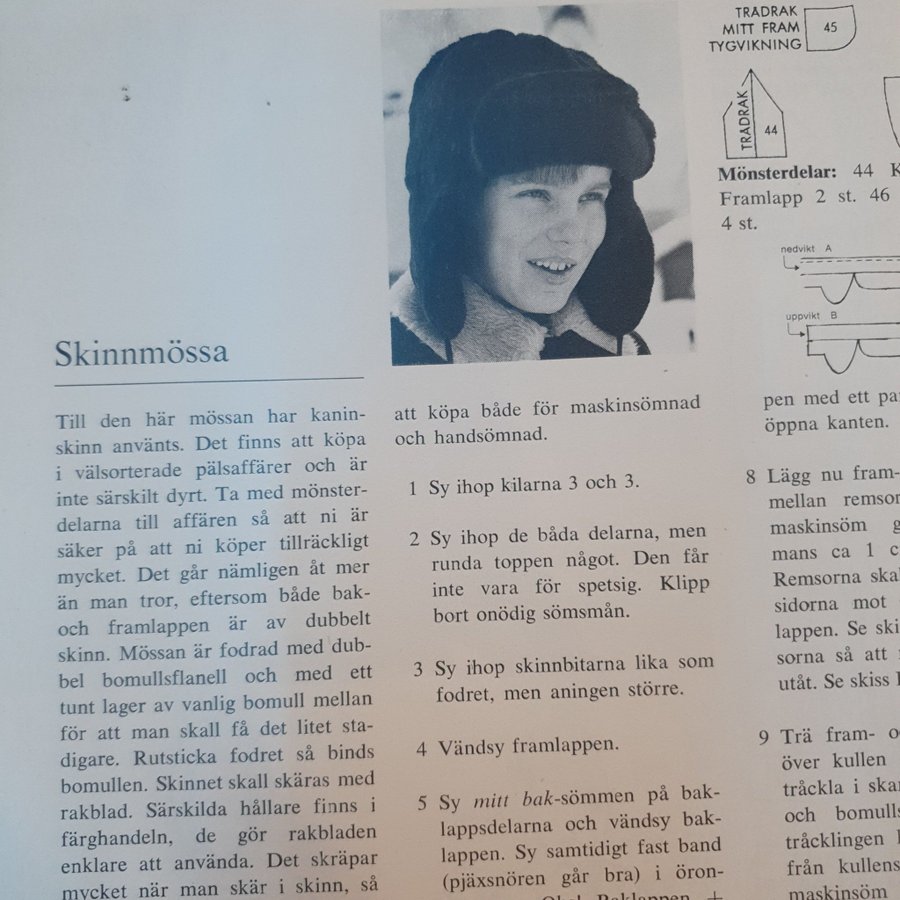 Skinnmössa
Till den här mössan har kanin-
skinn använts. Det finns att köpa
i välsorterade pälsaffärer och är
inte särskilt dyrt. Ta med mönster-
delarna till affären så att ni är
säker på att ni köper tillräckligt
mycket. Det går nämligen åt mer
än man tror, eftersom både bak-
och framlappen är av dubbelt
skinn. Mössan är fodrad med dub-
bel bomullsflanell och med ett
tunt lager av vanlig bomull mellan
för att man skall få det litet sta-
digare. Rutsticka fodret så binds
bomullen. Skinnet skall skäras med
rakblad. Särskilda hållare finns i
färghandeln, de gör rakbladen
enklare att använda. Det skräpar
mycket när man skär i skinn, så
att köpa både för maskinsömnad
och handsömnad.
1 Sy ihop kilarna 3 och 3.
2 Sy ihop de båda delarna, men
runda toppen något. Den får
inte vara för spetsig. Klipp
bort onödig sömsmån.
3 Sy ihop skinnbitarna lika som
fodret, men aningen större.
4 Vändsy framlappen.
5 Sy mitt bak-sömmen på bak-
lappsdelarna och vändsy bak-
lappen. Sy samtidigt fast band
(pjäxsnören går bra) i öron-
TRADRAK
MITT FRAM
TYGVIKNING
45
TRADRAK
44
Mönsterdelar: 44 K
Framlapp 2 st. 46
4 st.
nedvikt A
uppvikt B
pen med ett pa
öppna kanten.
8 Lägg nu fram-
mellan remsor
maskinsöm g
mans ca 1 c
Remsorna ska
sidorna mot
lappen. Se ski
sorna så att
utåt. Se skiss
9 Trä fram- o
över kullen
tråckla i skar
och bomulls
tråcklingen
från kullens
maskinsöm